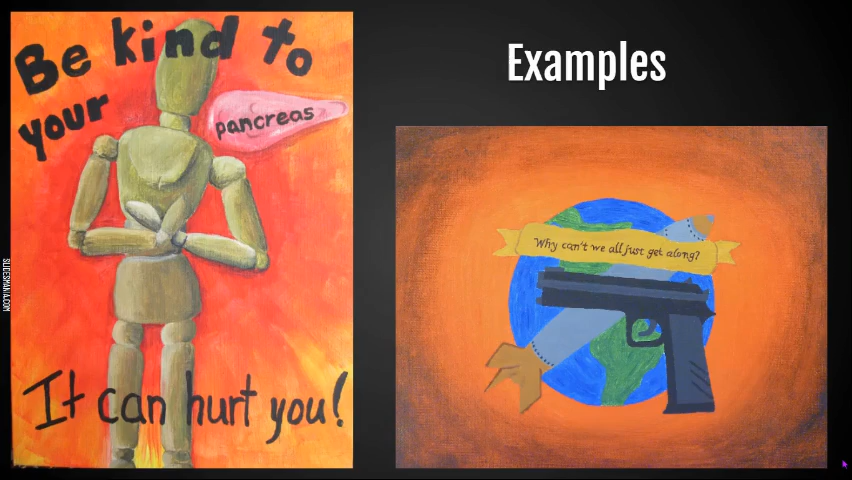 Be kind to
your
pancreas
It can hurt you!
Examples
Why can't we all just get along?
SLIDESMANIA.COM